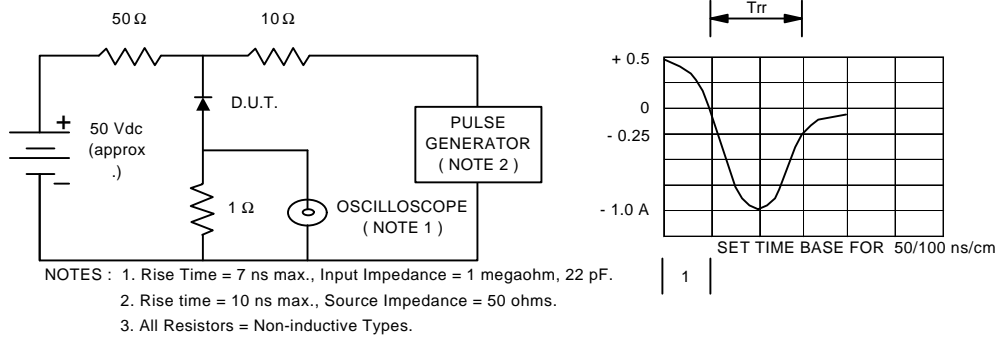 50 Ω
10 Ω
Trr
D.U.T.
+
50 Vdc
(approx
.)
−
PULSE
GENERATOR
( NOTE 2 )
1 Ω
OSCILLOSCOPE
( NOTE 1 )
+ 0.5
0
- 0.25
- 1.0 A
SET TIME BASE FOR 50/100 ns/cm
1
NOTES : 1. Rise Time = 7 ns max., Input Impedance = 1 megaohm, 22 pF.
2. Rise time = 10 ns max., Source Impedance = 50 ohms.
3. All Resistors = Non-inductive Types.